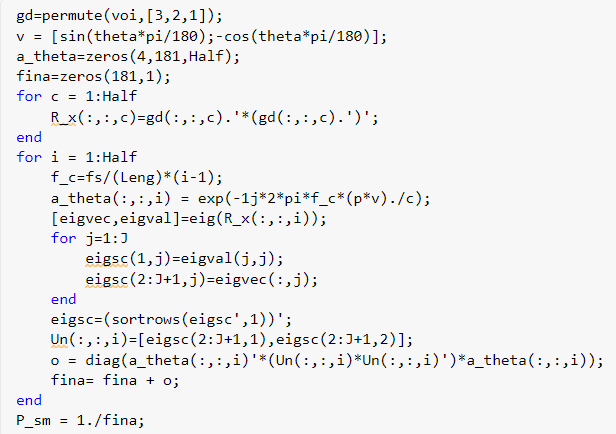 gd=permute(voi,[3,2,1]);
v = [sin(theta*pi/180);-cos(theta*pi/180)];
a_theta=zeros(4,181,Half);
fina=zeros(181,1);
for c = 1:Half
    R_x(:,:,c)=gd(:,:,c).'*(gd(:,:,c).')';
end
for i = 1:Half
    f_c=fs/(Leng)*(i-1);
    a_theta(:,:,i) = exp(-1j*2*pi*f_c*(p*v)./c);
    [eigvec,eigval]=eig(R_x(:,:,i));
    for j=1:J
        eigsc(1,j)=eigval(j,j);
        eigsc(2:J+1,j)=eigvec(:,j);
    end
    eigsc=(sortrows(eigsc',1))';
    Un(:,:,i)=[eigsc(2:J+1,1),eigsc(2:J+1,2)];
    o = diag(a_theta(:,:,i)'*(Un(:,:,i)*Un(:,:,i)')*a_theta(:,:,i));
    fina= fina + o;
end
P_sm = 1./fina;